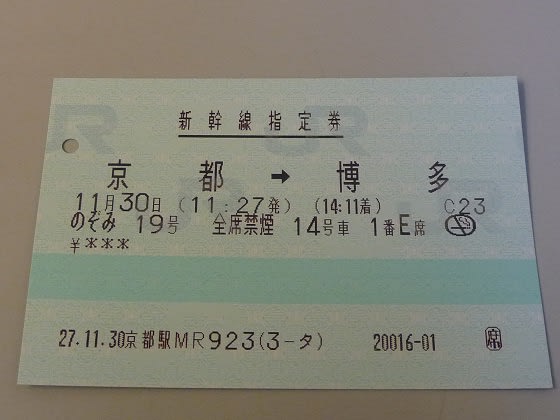 新幹線指定券
京都 → 博多
11月30日 (11:27発) (14:11着) C23
のぞみ 19号 全席禁煙 14号車 1番E席
¥***
27.11.30京都駅MR923(3-タ) 20016-01 席